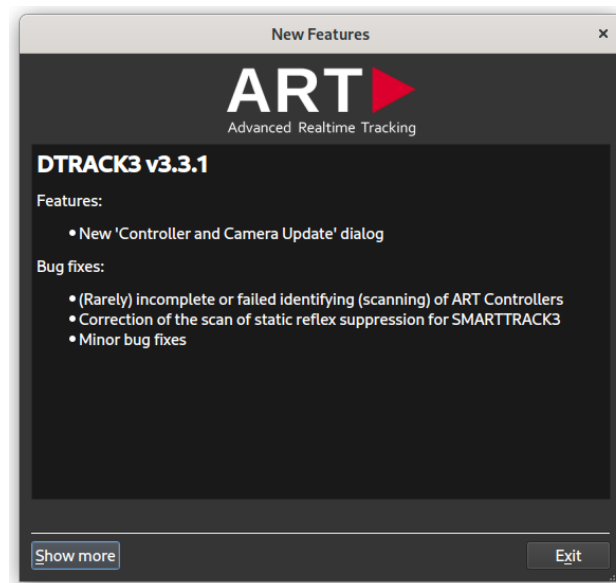 New Features
×
ART
Advanced Realtime Tracking
DTRACK3 v3.3.1
Features:
• New 'Controller and Camera Update' dialog
Bug fixes:
• (Rarely) incomplete or failed identifying (scanning) of ART Controllers
• Correction of the scan of static reflex suppression for SMARTTRACK3
• Minor bug fixes
Show more
Exit